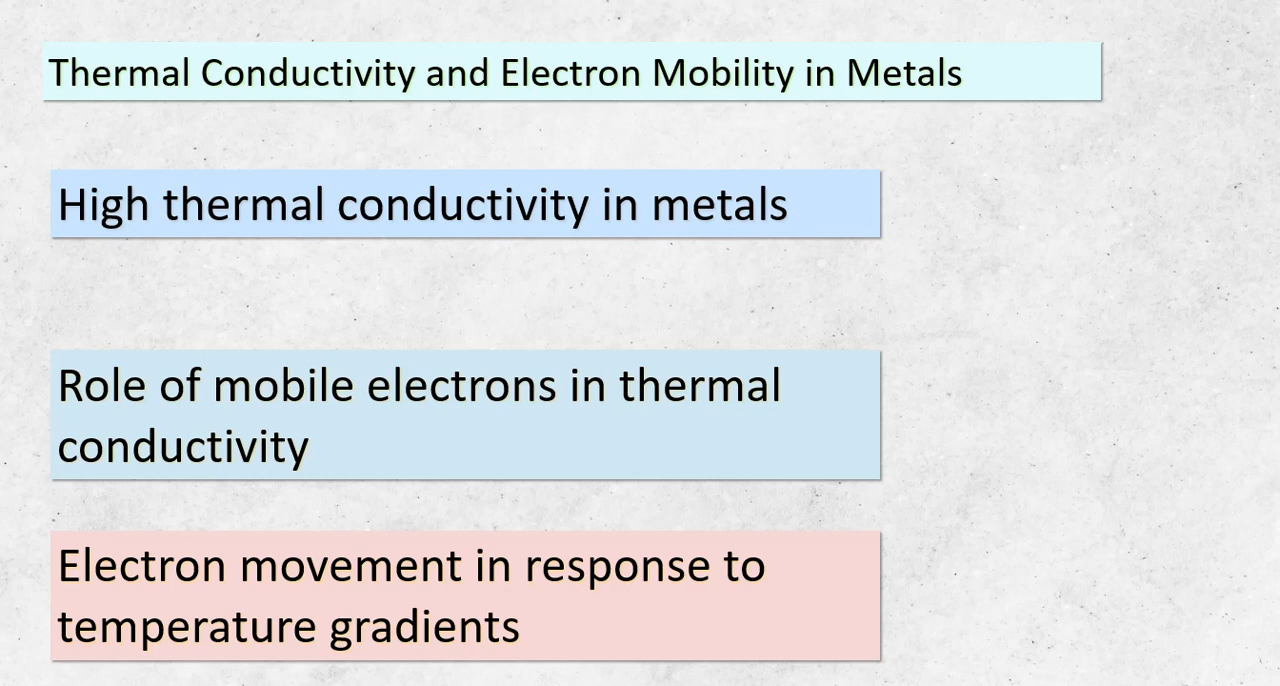 Thermal Conductivity and Electron Mobility in Metals
High thermal conductivity in metals
Role of mobile electrons in thermal
conductivity
Electron movement in response to
temperature gradients